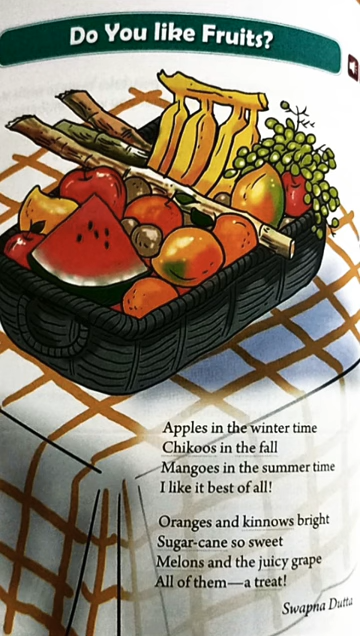 Do You like Fruits?
Apples in the winter time
Chikoos in the fall
Mangoes in the summer time
I like it best of all!
Oranges and kinnows bright
Sugar-cane so sweet
Melons and the juicy grape
All of them—a treat!
Swapna Dutta